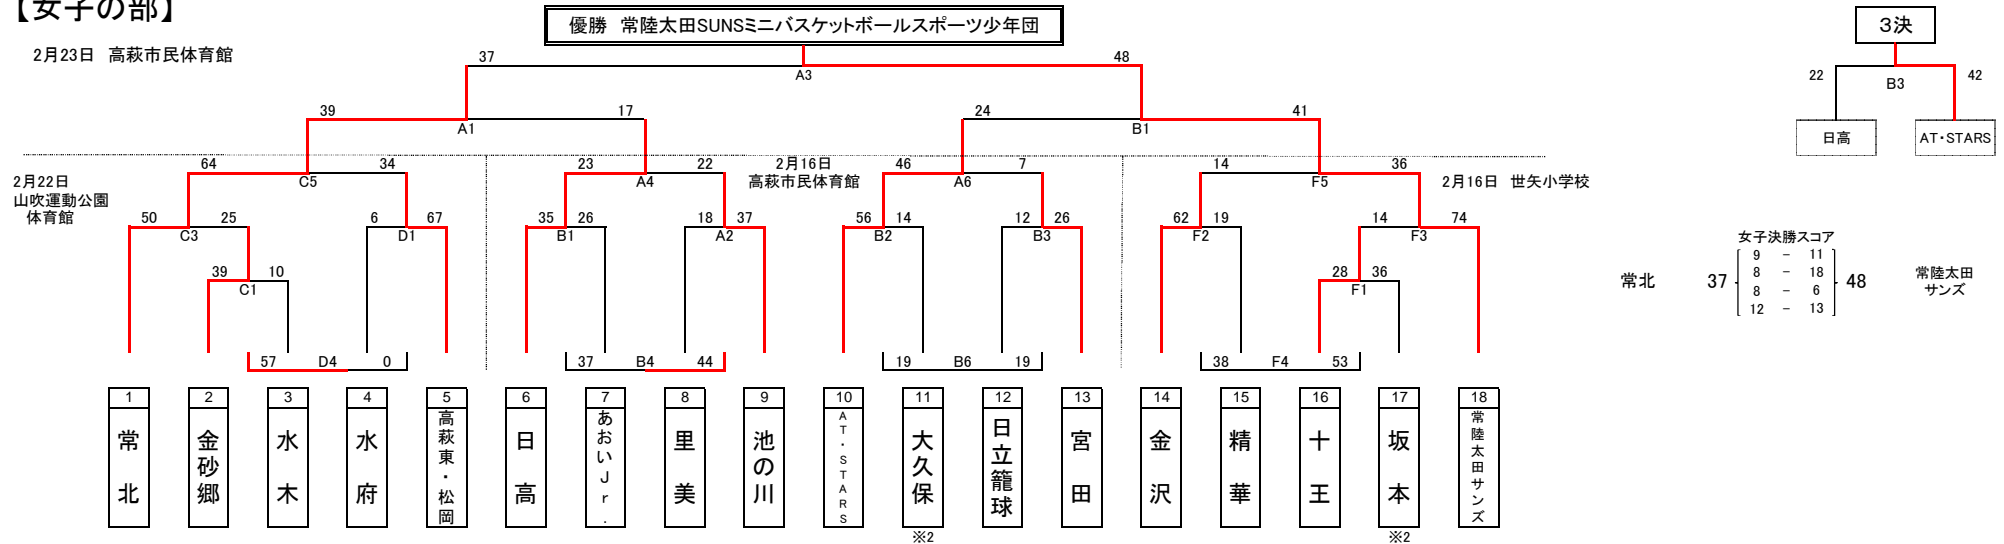 【女子の部】
優勝　常陸太田SUNSミニバスケットボールスポーツ少年団
3決
2月23日　高萩市民体育館
37
48
A3
22
42
B3
日高
AT・STARS
39
17
24
41
A1
B1
64
34
23
22
2月16日
高萩市民体育館
46
7
14
36
C5
A4
A6
F5
2月16日　世矢小学校
2月22日
山吹運動公園
体育館
50
25
6
67
35
26
18
37
56
14
12
26
62
19
14
74
C3
D1
B1
A2
B2
B3
F2
F3
39
10
28
36
C1
F1
57
D4
0
37
B4
44
19
B6
19
38
F4
53
女子決勝スコア
常北
37
9 － 11
8 － 18
8 － 6
12 － 13
48
常陸太田
サンズ
1
2
3
4
5
6
7
8
9
10
11
12
13
14
15
16
17
18
常北
金砂郷
水木
水府
高萩東・松岡
日高
あおいJr.
里美
池の川
AT・STARS
大久保
日立籠球
宮田
金沢
精華
十王
坂本
常陸太田サンズ
※2
※2